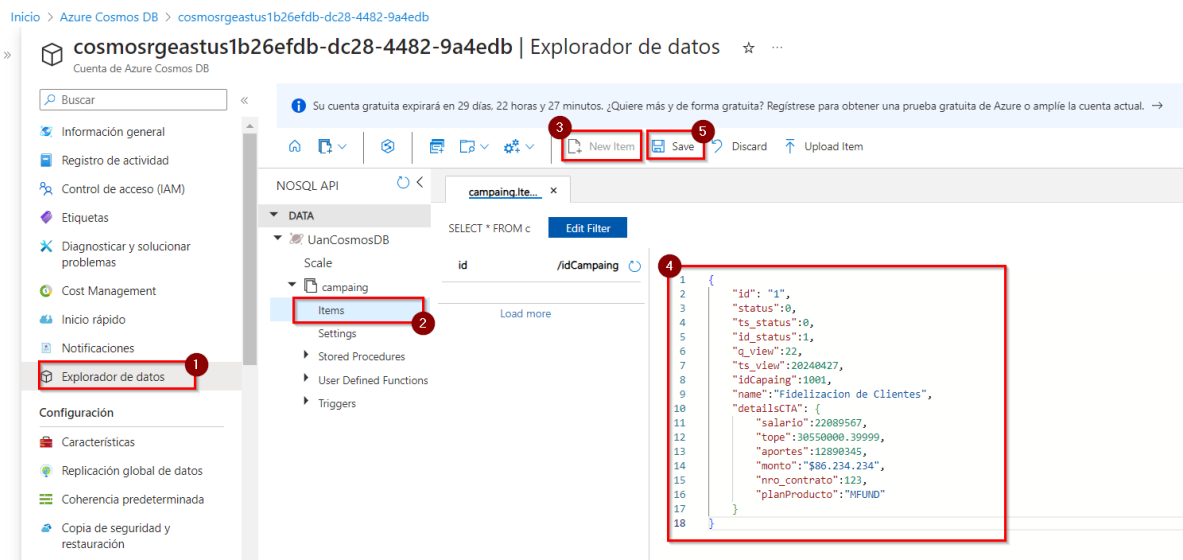 Inicio > Azure Cosmos DB > cosmosrgeastus1b26efdb-dc28-4482-9a4edb
cosmosrgeastus1b26efdb-dc28-4482-9a4edb | Explorador de datos
Cuenta de Azure Cosmos DB
Buscar
Información general
Registro de actividad
Control de acceso (IAM)
Etiquetas
Diagnosticar y solucionar
problemas
Cost Management
Inicio rápido
Notificaciones
1
Explorador de datos
Configuración
Características
Replicación global de datos
Coherencia predeterminada
Copia de seguridad y
restauración
Su cuenta gratuita expirará en 29 días, 22 horas y 27 minutos. ¿Quiere más y de forma gratuita? Regístrese para obtener una prueba gratuita de Azure o amplíe la cuenta actual. →
3
5
New Item
Save
Discard
Upload Item
NOSQL API
DATA
UanCosmosDB
Scale
campaing
Items
2
Settings
Stored Procedures
User Defined Functions
Triggers
campaing.Ite...
SELECT * FROM c
Edit Filter
id
/idCampaing
Load more
4
1 {
2 "id": "1",
3 "status":0,
4 "ts_status":0,
5 "id_status":1,
6 "q_view":22,
7 "ts_view":20240427,
8 "idCapaing":1001,
9 "name":"Fidelizacion de Clientes",
10 "detailsCTA": {
11 "salario":22089567,
12 "tope":30550000.39999,
13 "aportes":12890345,
14 "monto":"$86.234.234",
15 "nro_contrato":123,
16 "planProducto":"MFUND"
17 }
18 }